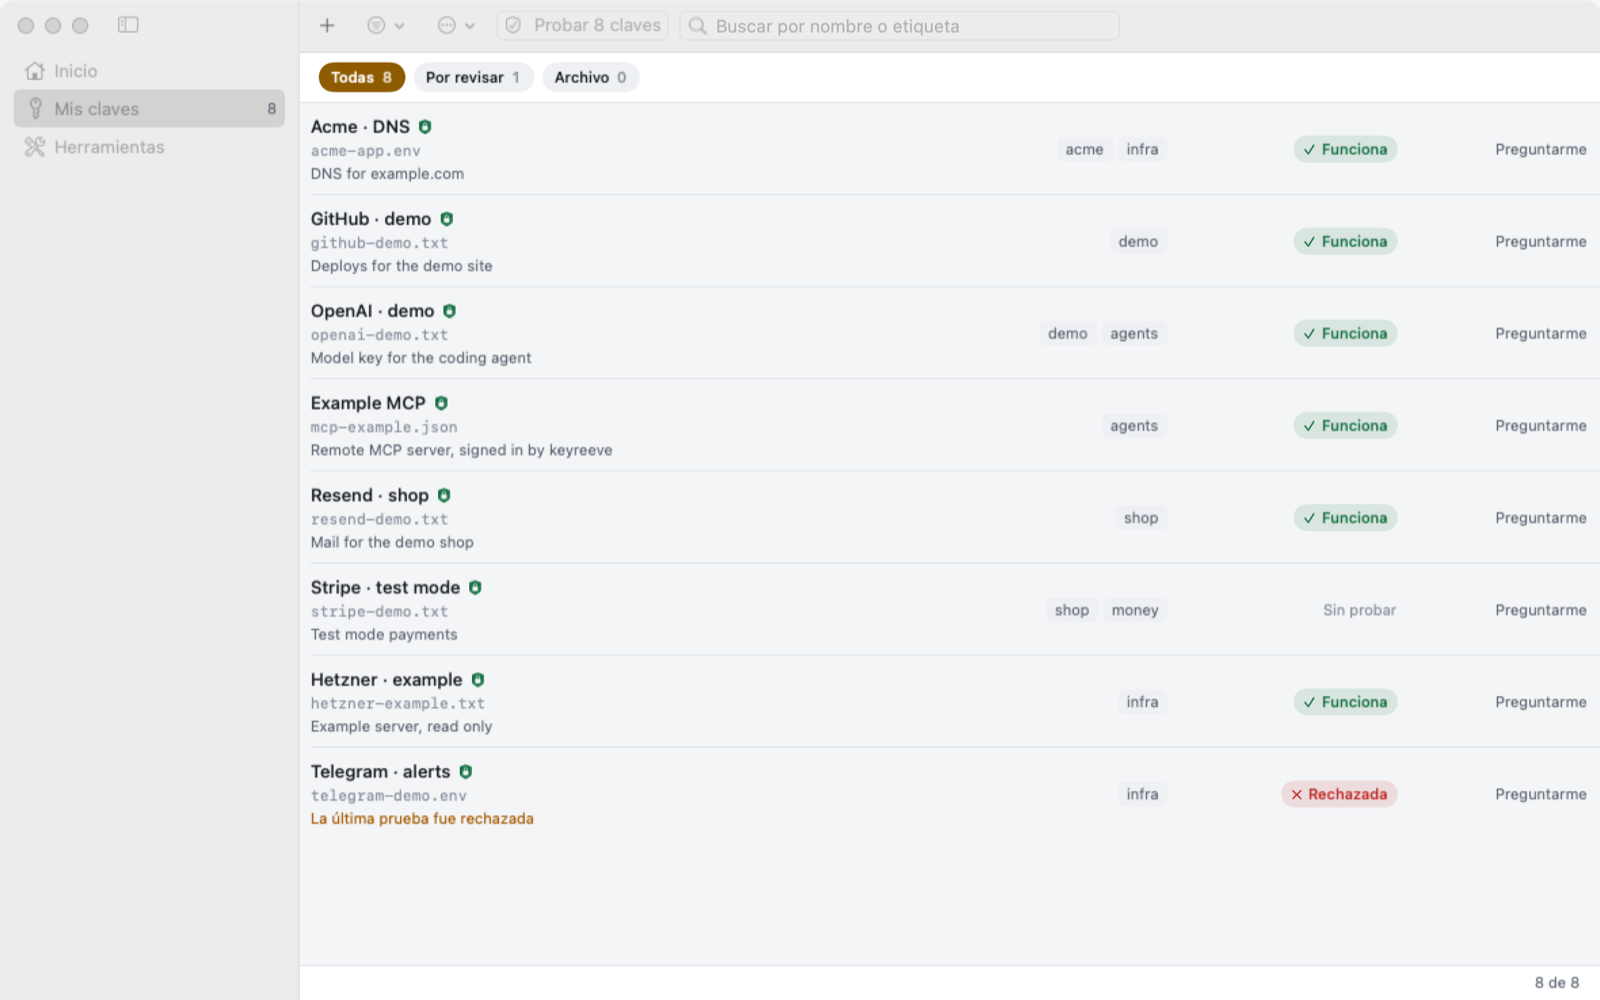 Probar 8 claves
Buscar por nombre o etiqueta
Inicio
Mis claves 8
Herramientas
Todas 8
Por revisar 1
Archivo 0
Acme · DNS
acme-app.env
DNS for example.com
acme infra
✓ Funciona
Preguntarme
GitHub · demo
github-demo.txt
Deploys for the demo site
demo
✓ Funciona
Preguntarme
OpenAI · demo
openai-demo.txt
Model key for the coding agent
demo agents
✓ Funciona
Preguntarme
Example MCP
mcp-example.json
Remote MCP server, signed in by keyreeve
agents
✓ Funciona
Preguntarme
Resend · shop
resend-demo.txt
Mail for the demo shop
shop
✓ Funciona
Preguntarme
Stripe · test mode
stripe-demo.txt
Test mode payments
shop money
Sin probar
Preguntarme
Hetzner · example
hetzner-example.txt
Example server, read only
infra
✓ Funciona
Preguntarme
Telegram · alerts
telegram-demo.env
La última prueba fue rechazada
infra
✕ Rechazada
Preguntarme
8 de 8